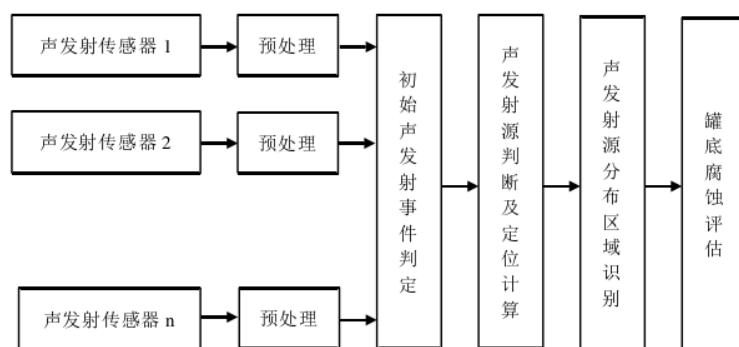 声发射传感器 1
预处理
声发射传感器 2
预处理
声发射传感器 n
预处理
初始声发射事件判定
声发射源判断及定位计算
声发射源分布区域识别
罐底腐蚀评估